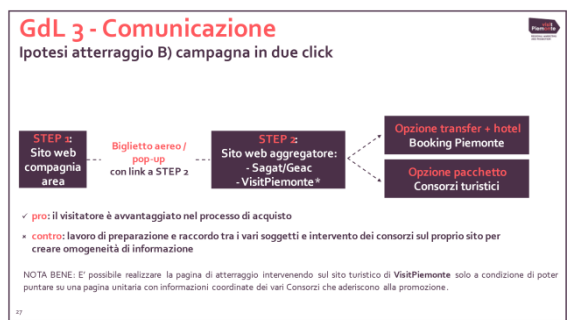 GdL 3 - Comunicazione
Ipotesi atterraggio B) campagna in due click
visit
Piemonte
STEP 1:
Sito web
compagnia
area
Biglietto aereo /
pop-up
con link a STEP 2
STEP 2:
Sito web aggregatore:
- Sagat/Geac
- VisitPiemonte*
Opzione transfer + hotel
Booking Piemonte
Opzione pacchetto
Consorzi turistici
✓ pro: il visitatore è avvantaggiato nel processo di acquisto
× contro: lavoro di preparazione e raccordo tra i vari soggetti e intervento dei consorzi sul proprio sito per
creare omogeneità di informazione
NOTA BENE: E' possibile realizzare la pagina di atterraggio intervenendo sul sito turistico di VisitPiemonte solo a condizione di poter
puntare su una pagina unitaria con informazioni coordinate dei vari Consorzi che aderiscono alla promozione.
27